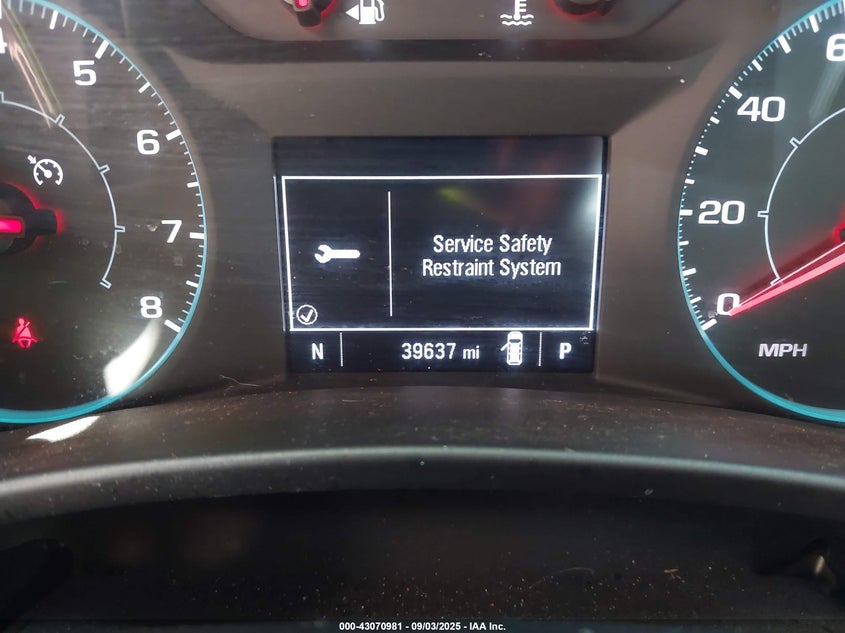 5
6
7
8
Service Safety
Restraint System
N 39637 mi P
40
20
0
MPH
000-43070981 - 09/03/2025 - IAA Inc.